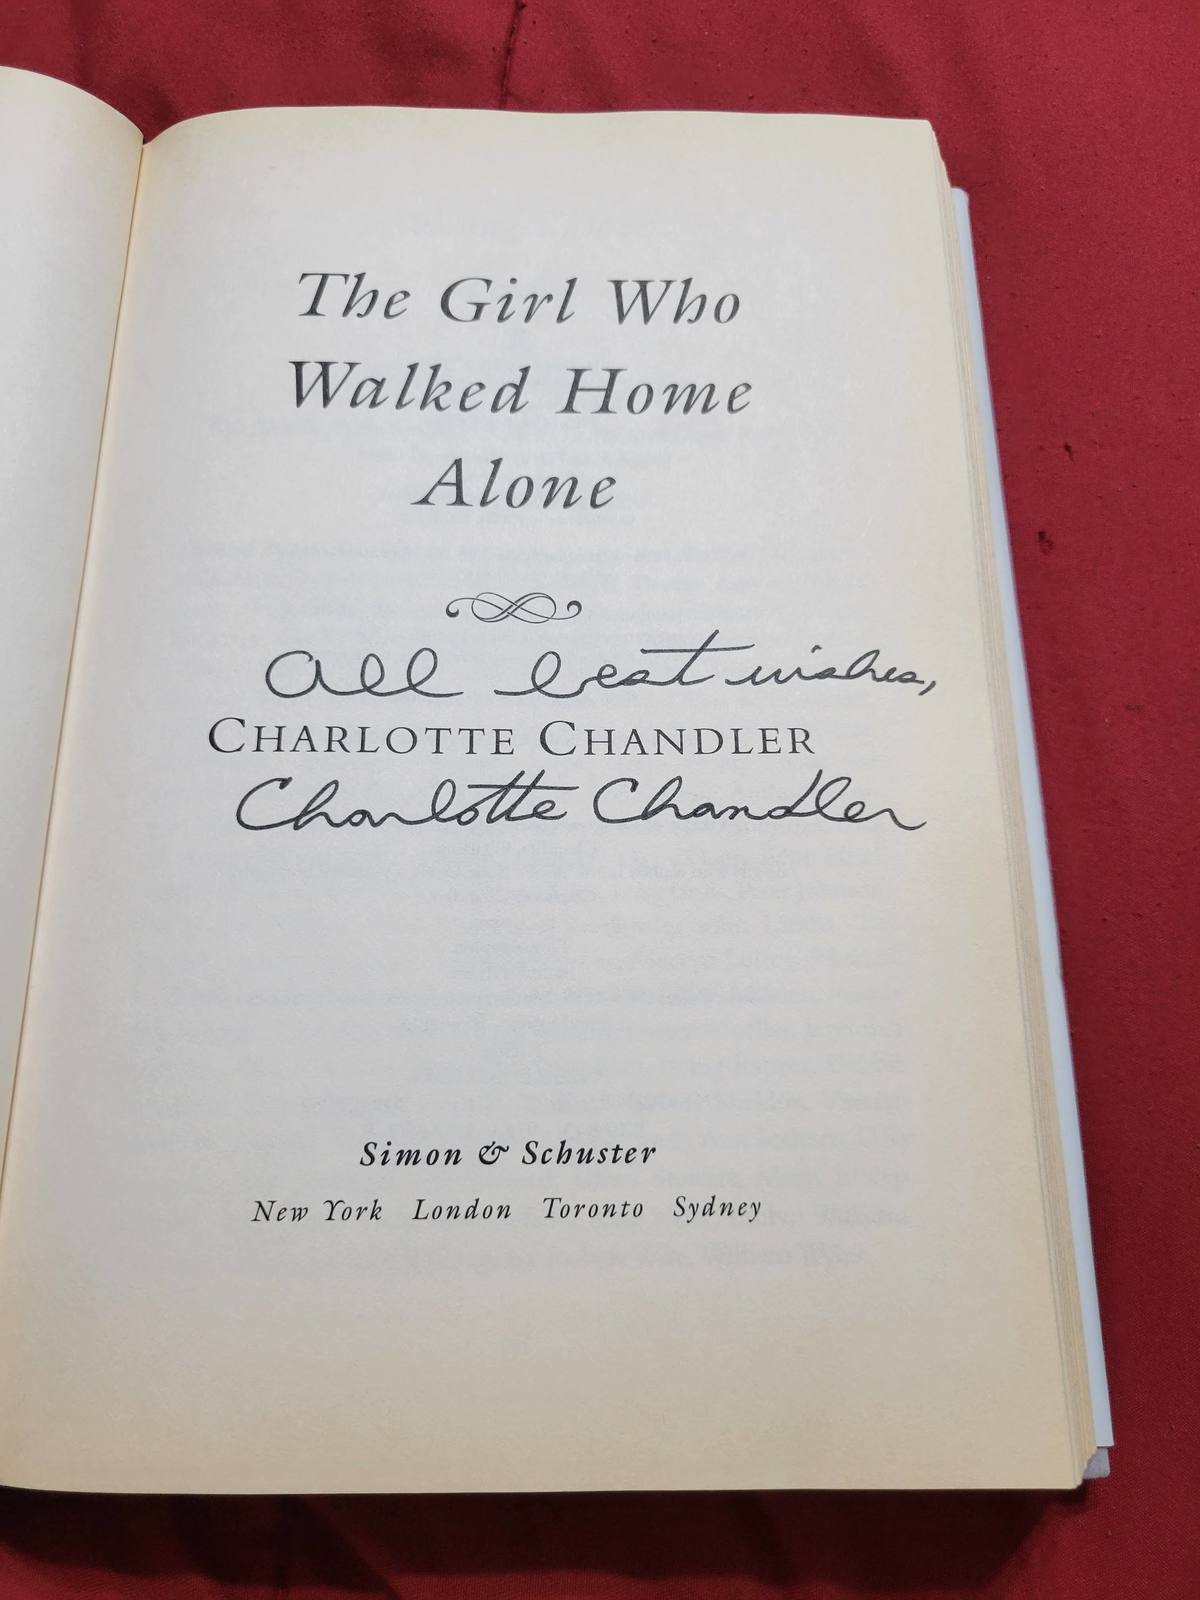 The Girl Who
Walked Home
Alone
All best wishes,
CHARLOTTE CHANDLER
Charlotte Chandler
Simon & Schuster
New York London Toronto Sydney